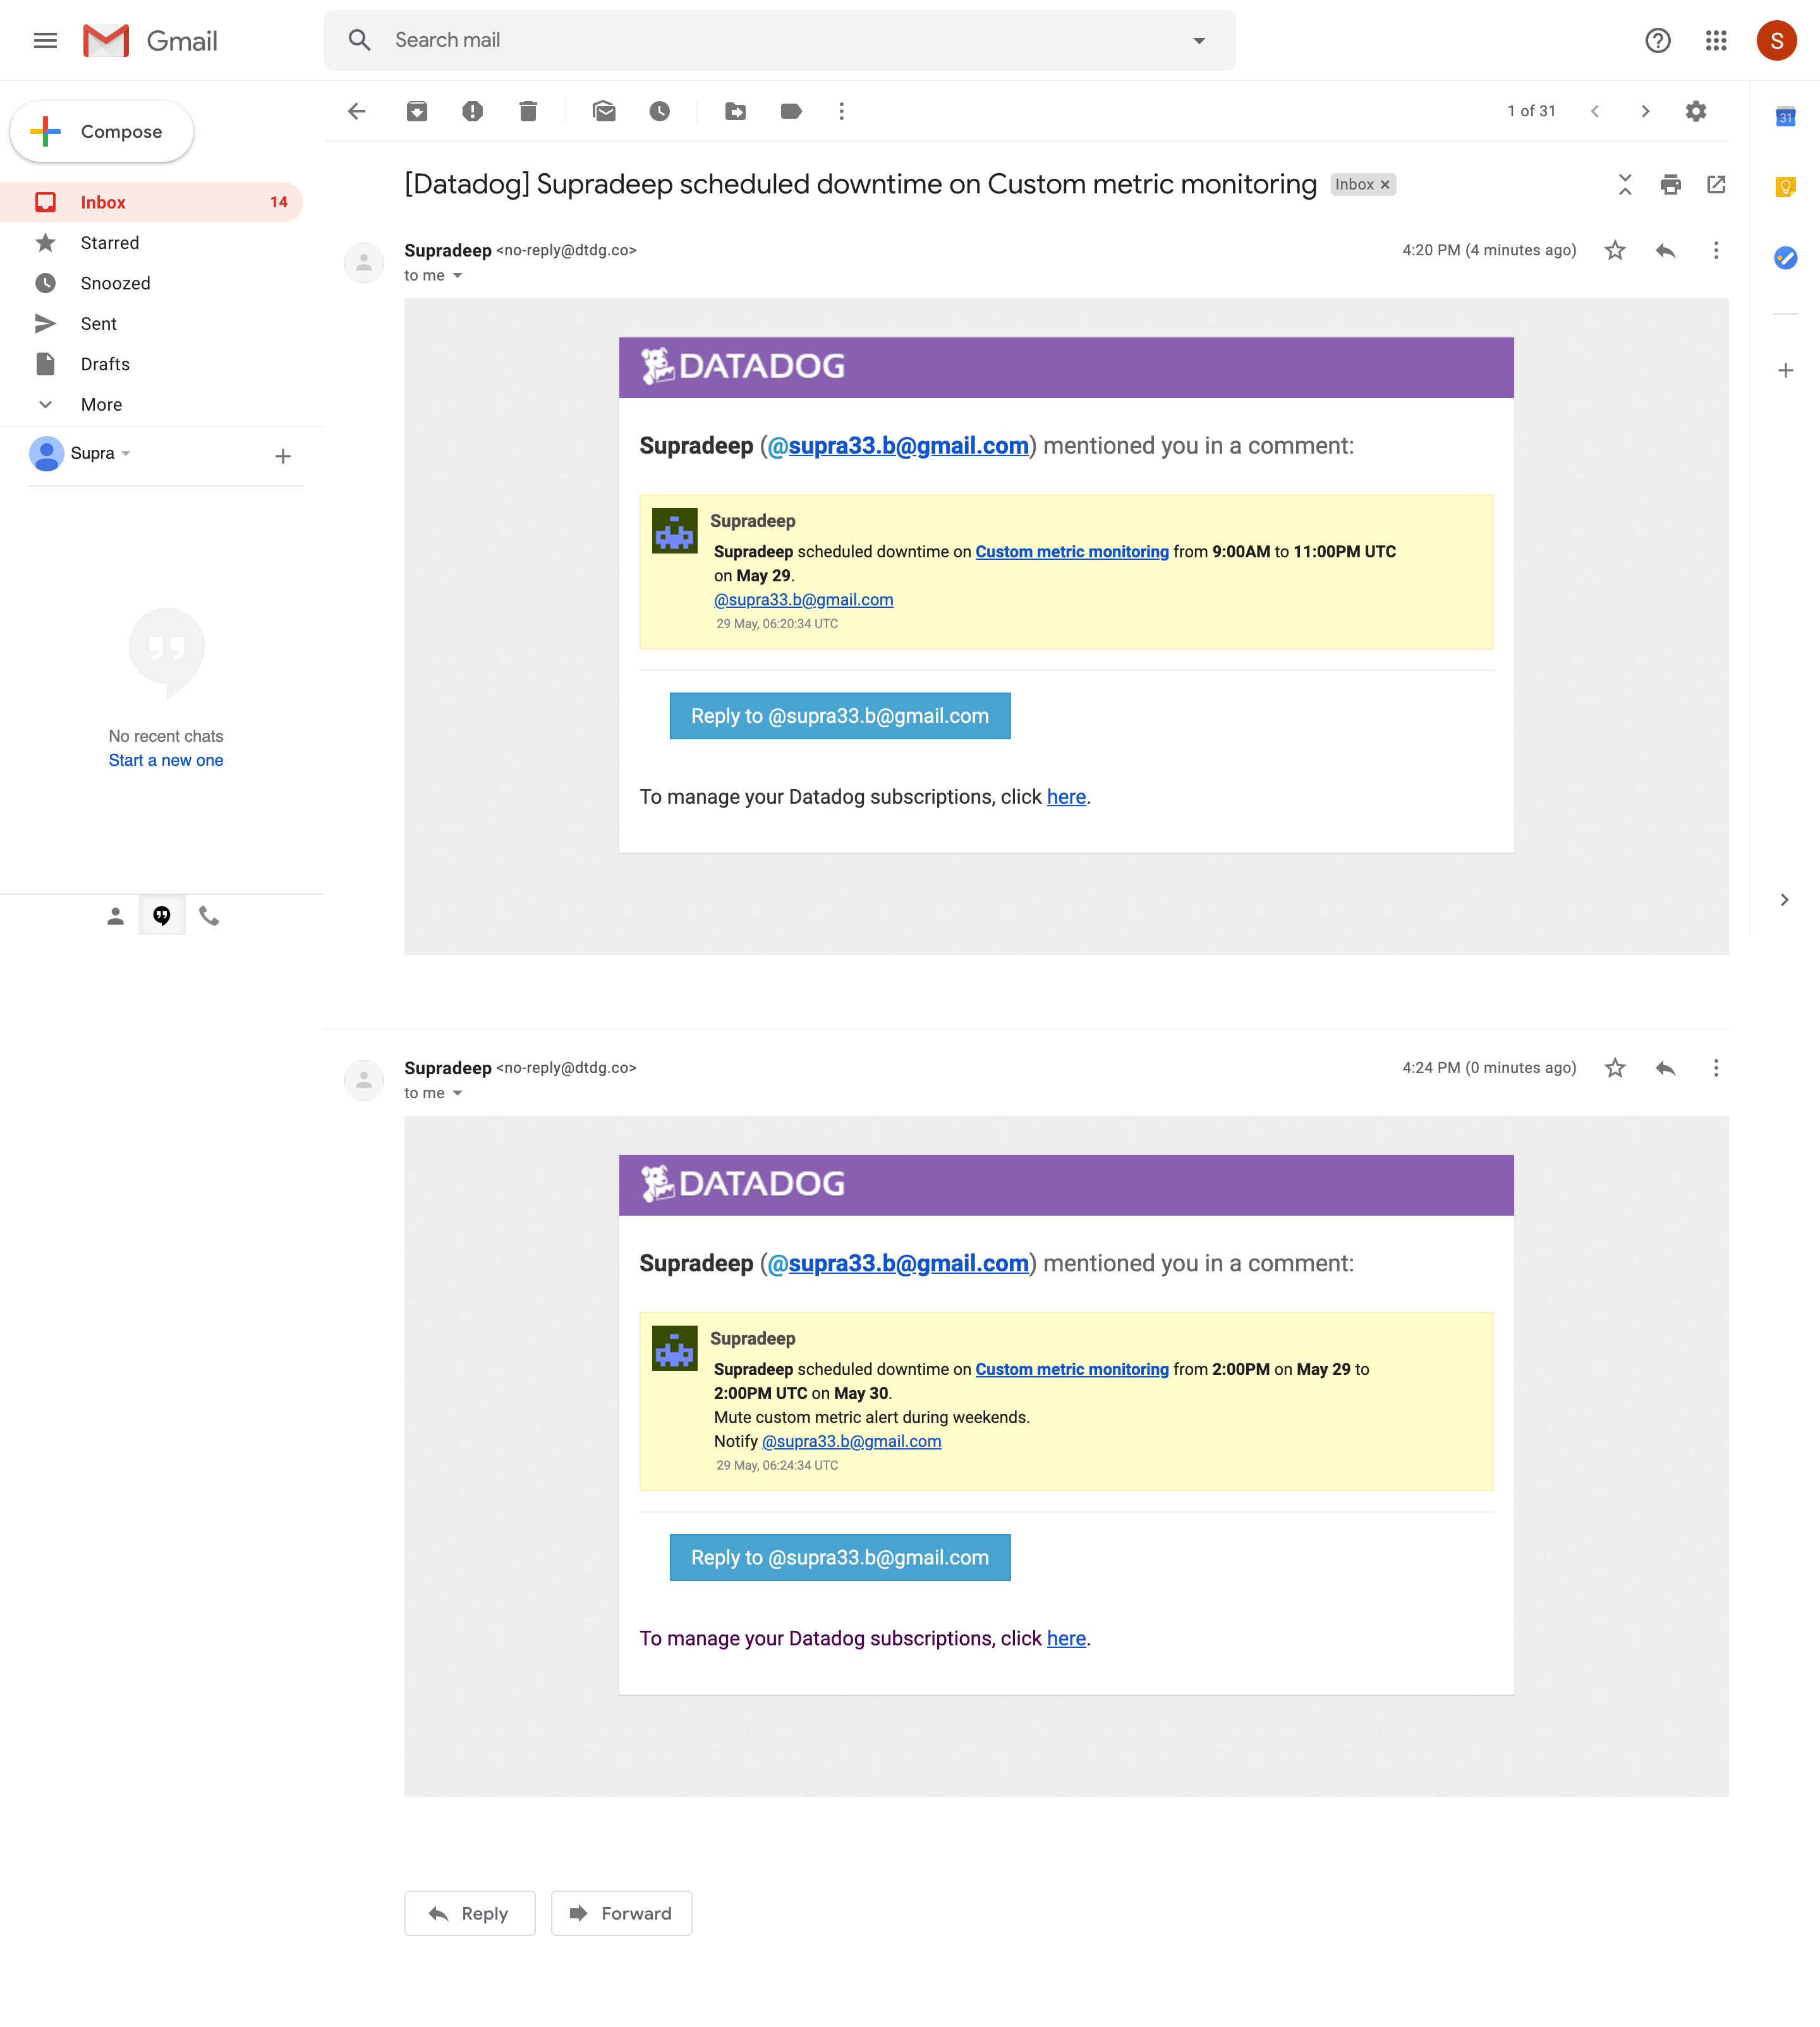 Gmail
Search mail
S
Compose
1 of 31
31
Inbox 14
Starred
Snoozed
Sent
Drafts
More
Supra
No recent chats
Start a new one
[Datadog] Supradeep scheduled downtime on Custom metric monitoring Inbox ×
Supradeep <no-reply@dtdg.co> 4:20 PM (4 minutes ago)
to me
DATADOG
Supradeep (@supra33.b@gmail.com) mentioned you in a comment:
Supradeep
Supradeep scheduled downtime on Custom metric monitoring from 9:00AM to 11:00PM UTC
on May 29.
@supra33.b@gmail.com
29 May, 06:20:34 UTC
Reply to @supra33.b@gmail.com
To manage your Datadog subscriptions, click here.
Supradeep <no-reply@dtdg.co> 4:24 PM (0 minutes ago)
to me
DATADOG
Supradeep (@supra33.b@gmail.com) mentioned you in a comment:
Supradeep
Supradeep scheduled downtime on Custom metric monitoring from 2:00PM on May 29 to
2:00PM UTC on May 30.
Mute custom metric alert during weekends.
Notify @supra33.b@gmail.com
29 May, 06:24:34 UTC
Reply to @supra33.b@gmail.com
To manage your Datadog subscriptions, click here.
Reply Forward